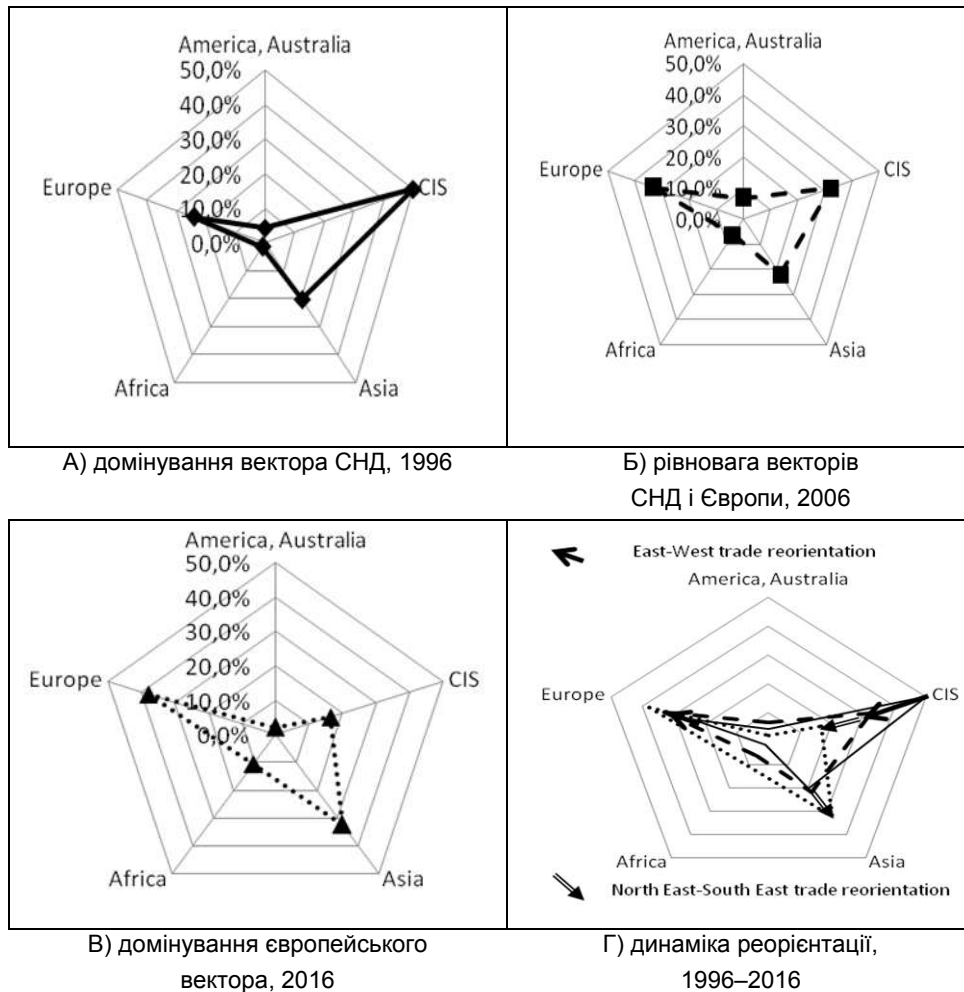 America, Australia
50,0%
40,0%
30,0%
20,0%
10,0%
0,0%
Europe
CIS
Africa
Asia
А) домінування вектора СНД, 1996
America, Australia
50,0%
40,0%
30,0%
20,0%
10,0%
0,0%
Europe
CIS
Africa
Asia
Б) рівновага векторів
СНД і Європи, 2006
America, Australia
50,0%
40,0%
30,0%
20,0%
10,0%
0,0%
Europe
CIS
Africa
Asia
В) домінування європейського
вектора, 2016
East-West trade reorientation
America, Australia
Europe
CIS
Africa
Asia
North East-South East trade reorientation
Г) динаміка реорієнтації,
1996–2016